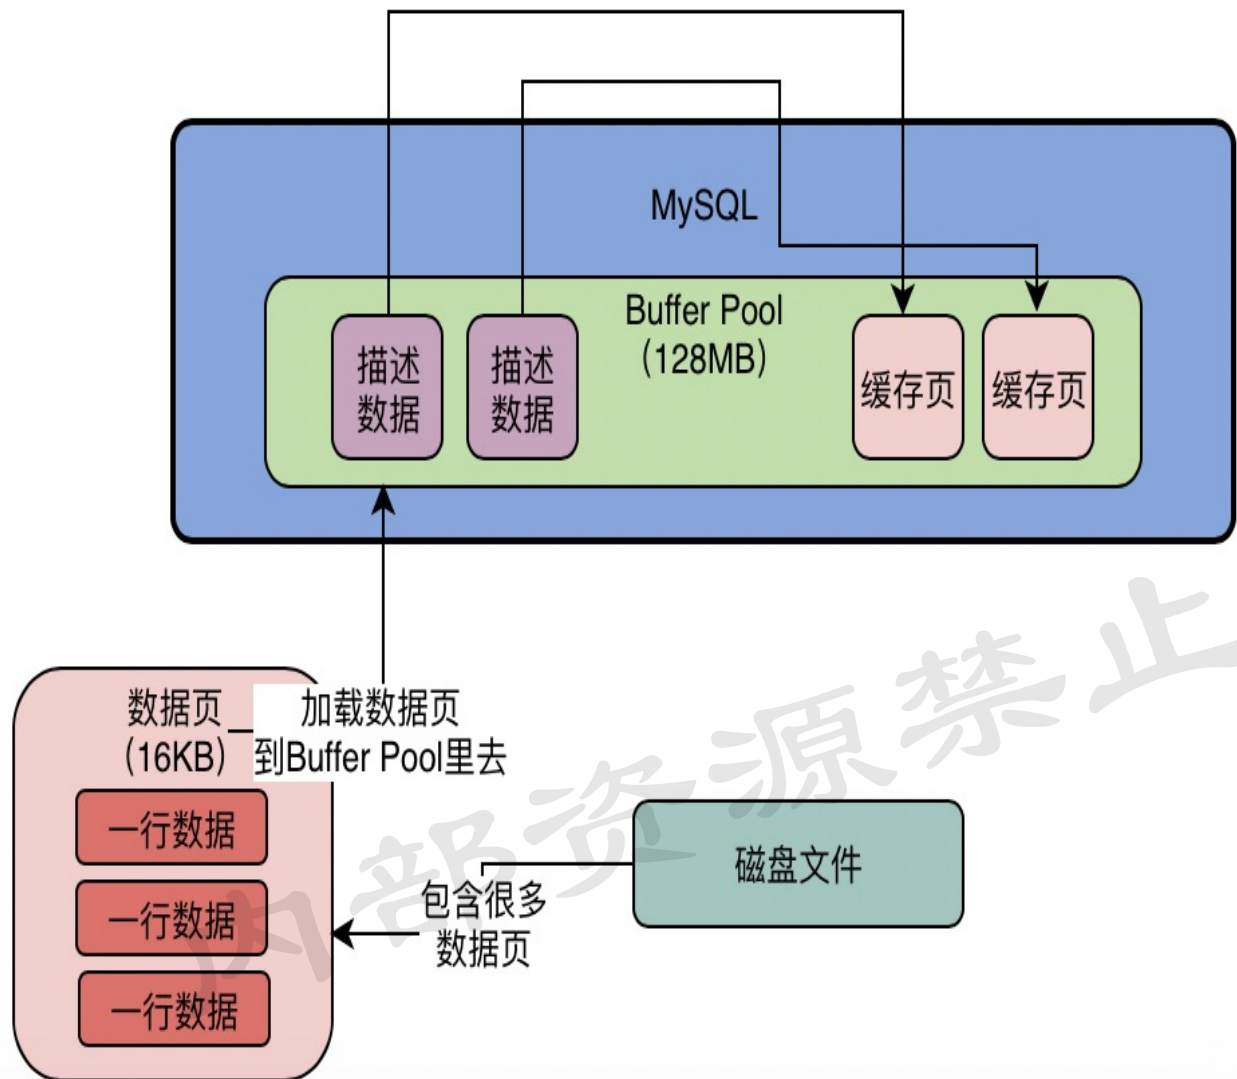 MySQL
Buffer Pool
(128MB)
描述
数据
描述
数据
缓存页
缓存页
数据页
(16KB)
加载数据页
到Buffer Pool里去
一行数据
一行数据
一行数据
包含很多
数据页
磁盘文件
内部资源禁止